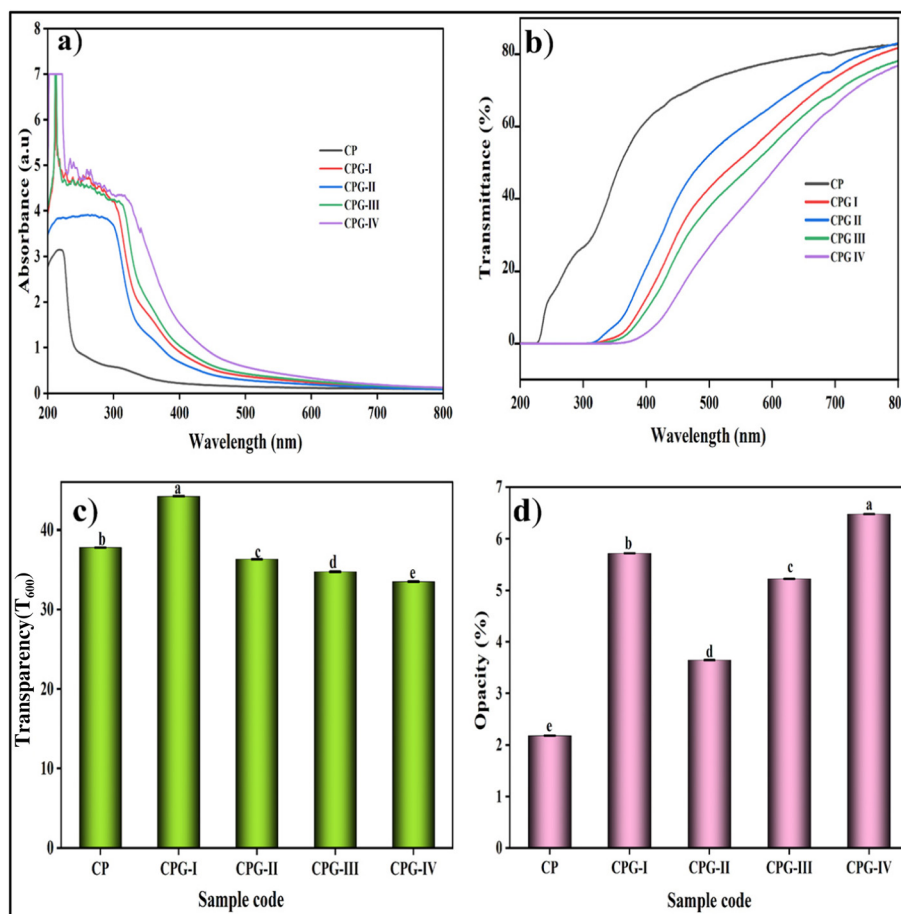 a)
Absorbance (a.u)
8
7
6
5
4
3
2
1
0
CP
CPG-I
CPG-II
CPG-III
CPG-IV
200 300 400 500 600 700 800
Wavelength (nm)
b)
Transmittance (%)
80
60
40
20
0
CP
CPG I
CPG II
CPG III
CPG IV
200 300 400 500 600 700 80
Wavelength (nm)
c)
Transparency(T600)
40
30
20
10
0
b
a
c
d
e
CP CPG-I CPG-II CPG-III CPG-IV
Sample code
d)
Opacity (%)
7
6
5
4
3
2
1
0
e
b
d
c
a
CP CPG-I CPG-II CPG-III CPG-IV
Sample code